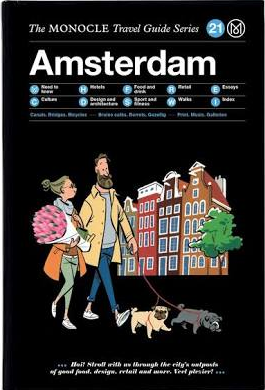 The MONOCLE Travel Guide Series 21 M
Amsterdam
N Need to know H Hotels F Food and drink R Retail E Essays
C Culture D Design and architecture S Sport and fitness W Walks I Index
Canals, Bridges, Bicycles — Bruine cafés, Borrels, Gezellig — Print, Music, Galleries
... Hoi! Stroll with us through the city's outposts
of good food, design, retail and more. Veel plezier! ...